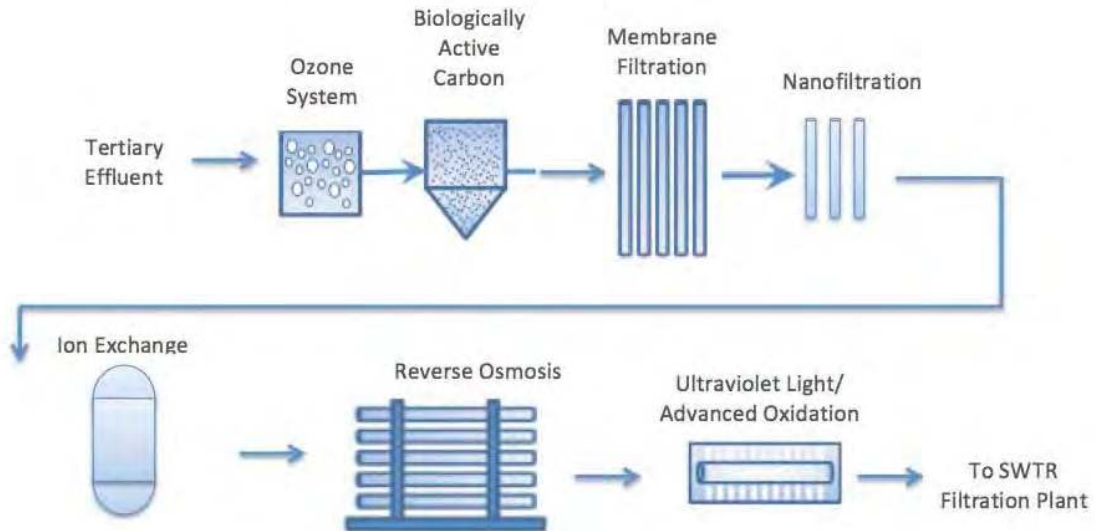 Tertiary
Effluent
Ozone
System
Biologically
Active
Carbon
Membrane
Filtration
Nanofiltration
Ion Exchange
Reverse Osmosis
Ultraviolet Light/
Advanced Oxidation
To SWTR
Filtration Plant